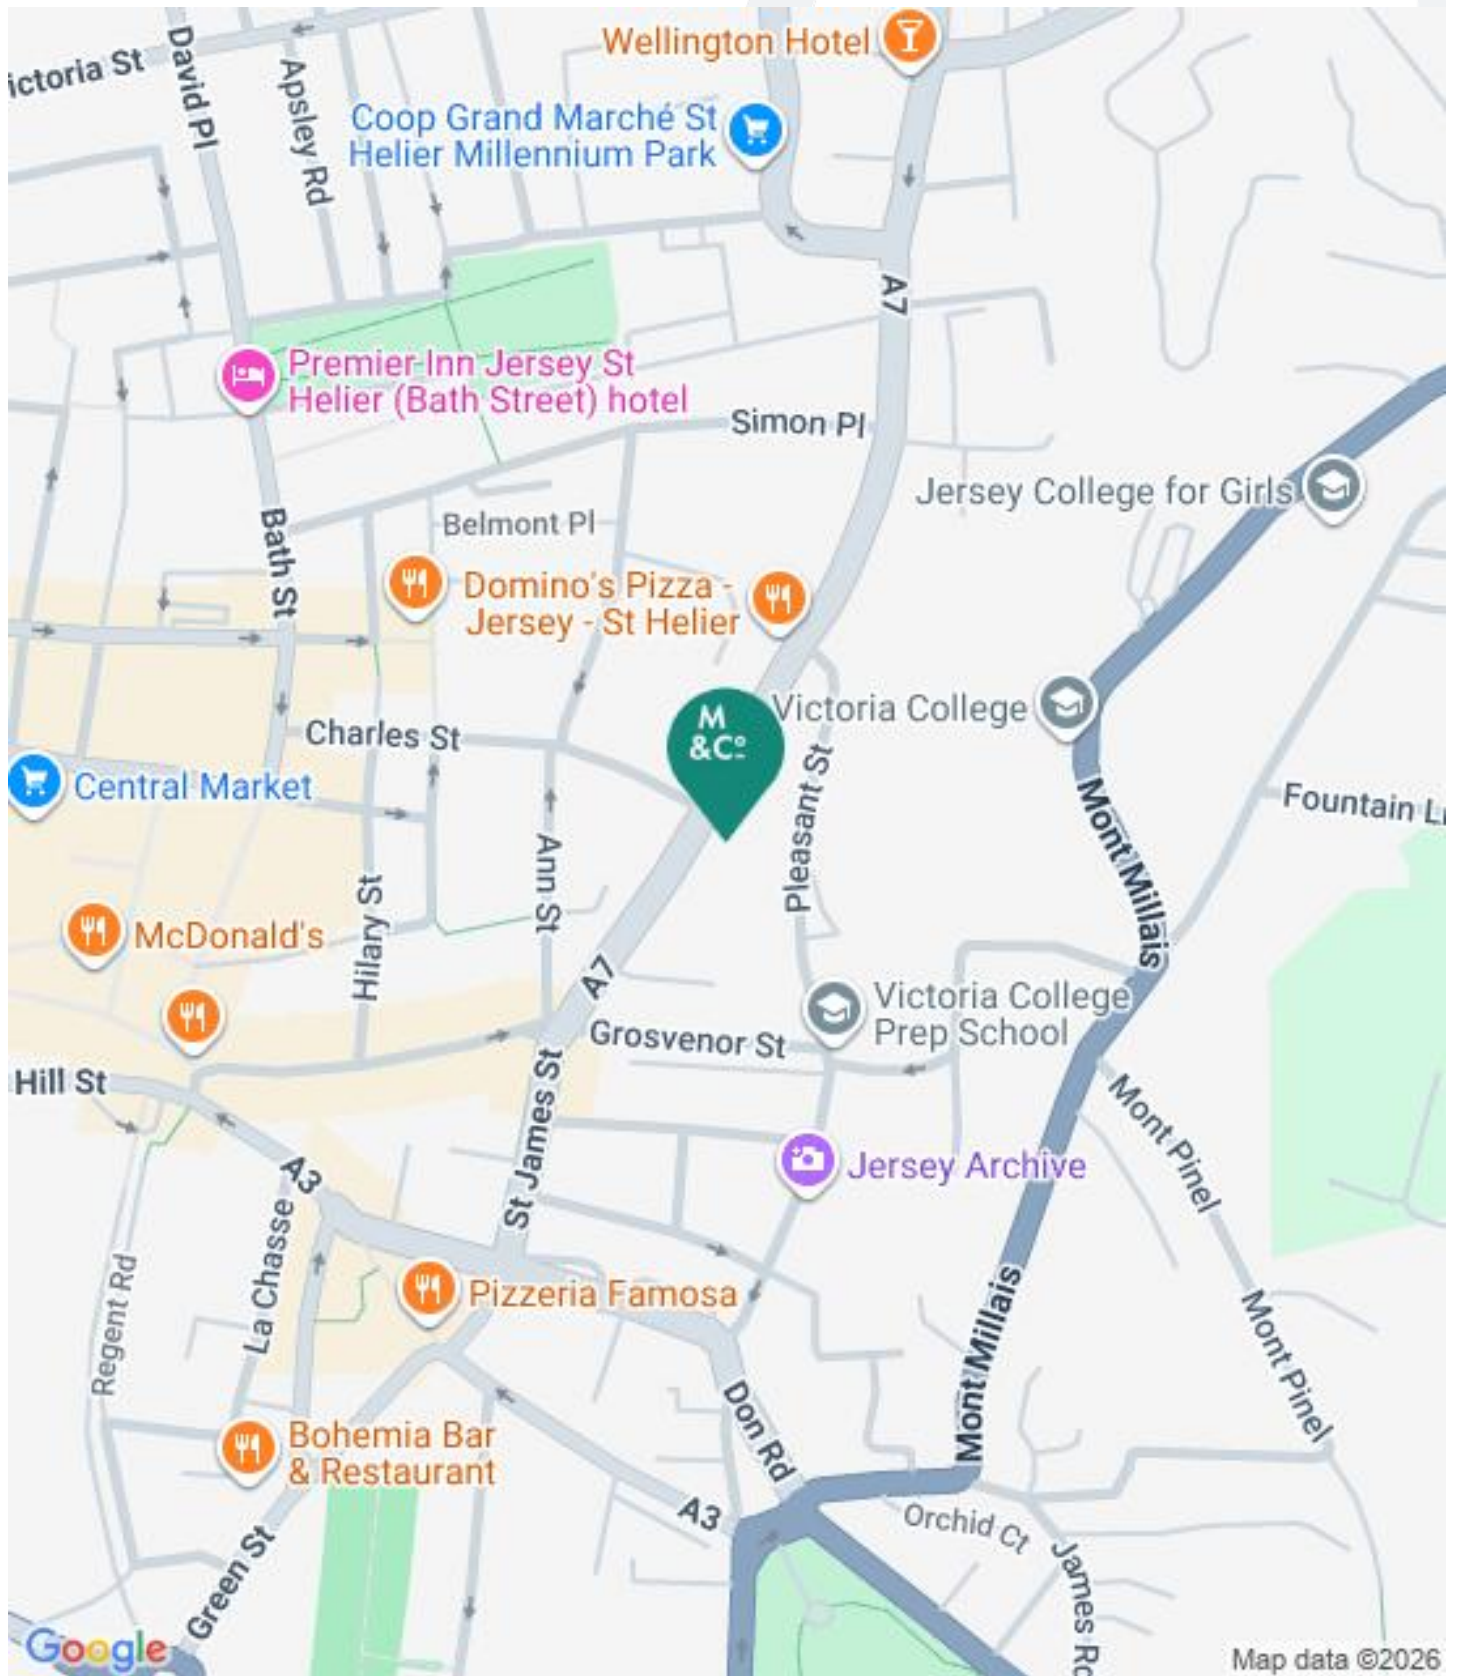 Wellington Hotel
ictoria St
David Pl
Apsley Rd
Coop Grand Marché St
Helier Millennium Park
A7
Premier Inn Jersey St
Helier (Bath Street) hotel
Simon Pl
Jersey College for Girls
Bath St
Belmont Pl
Domino's Pizza -
Jersey - St Helier
M
&Cº
Victoria College
Charles St
Central Market
Pleasant St
Mont Millais
Fountain Ln
Ann St
Hilary St
McDonald's
A7
Victoria College
Prep School
Grosvenor St
Hill St
St James St
Mont Pinel
Jersey Archive
A3
La Chasse
Regent Rd
Pizzeria Famosa
Mont Millais
Mont Pinel
Don Rd
Bohemia Bar
& Restaurant
A3
Orchid Ct
Green St
James Rd
Google
Map data ©2026